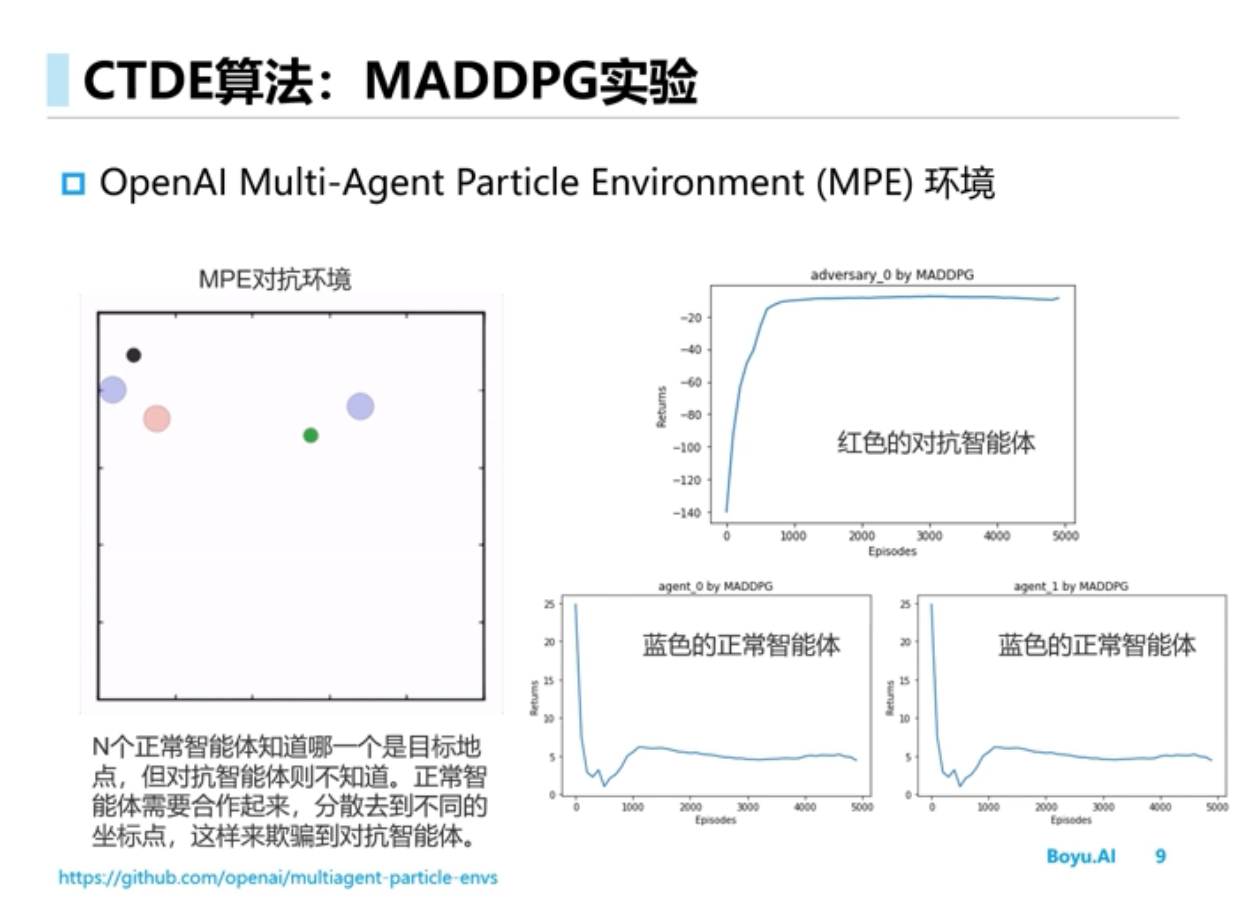 CTDE算法：MADDPG实验
OpenAI Multi-Agent Particle Environment (MPE) 环境
MPE对抗环境
N个正常智能体知道哪一个是目标地
点，但对抗智能体则不知道。正常智
能体需要合作起来，分散去到不同的
坐标点，这样来欺骗到对抗智能体。
https://github.com/openai/multiagent-particle-envs
adversary_0 by MADDPG
Returns
−20
−40
−60
−80
−100
−120
−140
红色的对抗智能体
0 1000 2000 3000 4000 5000
Episodes
agent_0 by MADDPG
Returns
25
20
15
10
5
0
蓝色的正常智能体
0 1000 2000 3000 4000 5000
Episodes
agent_1 by MADDPG
Returns
25
20
15
10
5
0
蓝色的正常智能体
0 1000 2000 3000 4000 5000
Episodes
Boyu.AI 9